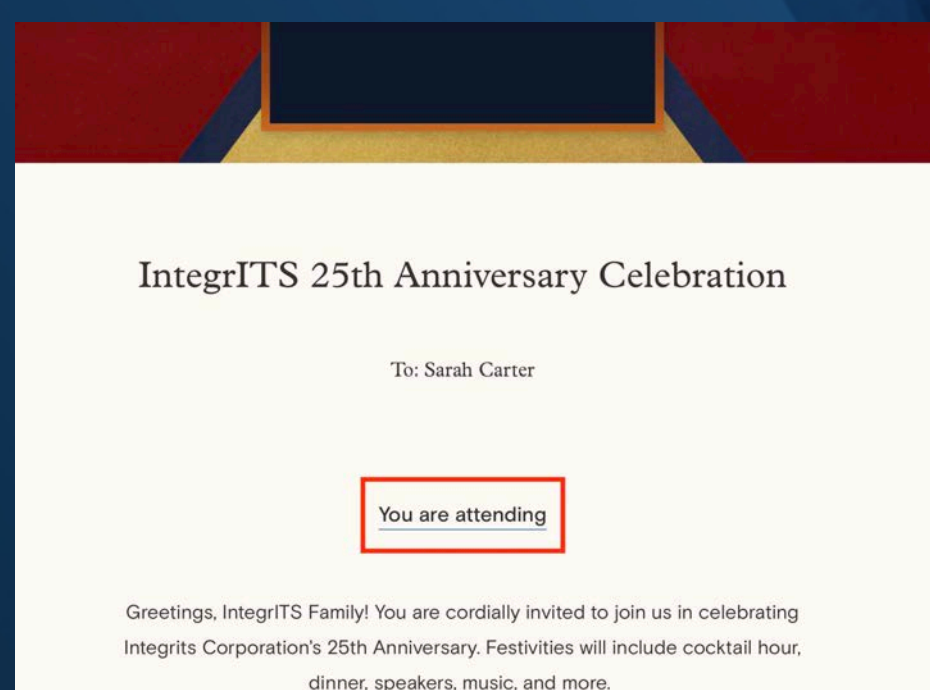 IntegrITS 25th Anniversary Celebration
To: Sarah Carter
You are attending
Greetings, IntegrITS Family! You are cordially invited to join us in celebrating
Integrits Corporation's 25th Anniversary. Festivities will include cocktail hour,
dinner, speakers, music, and more.